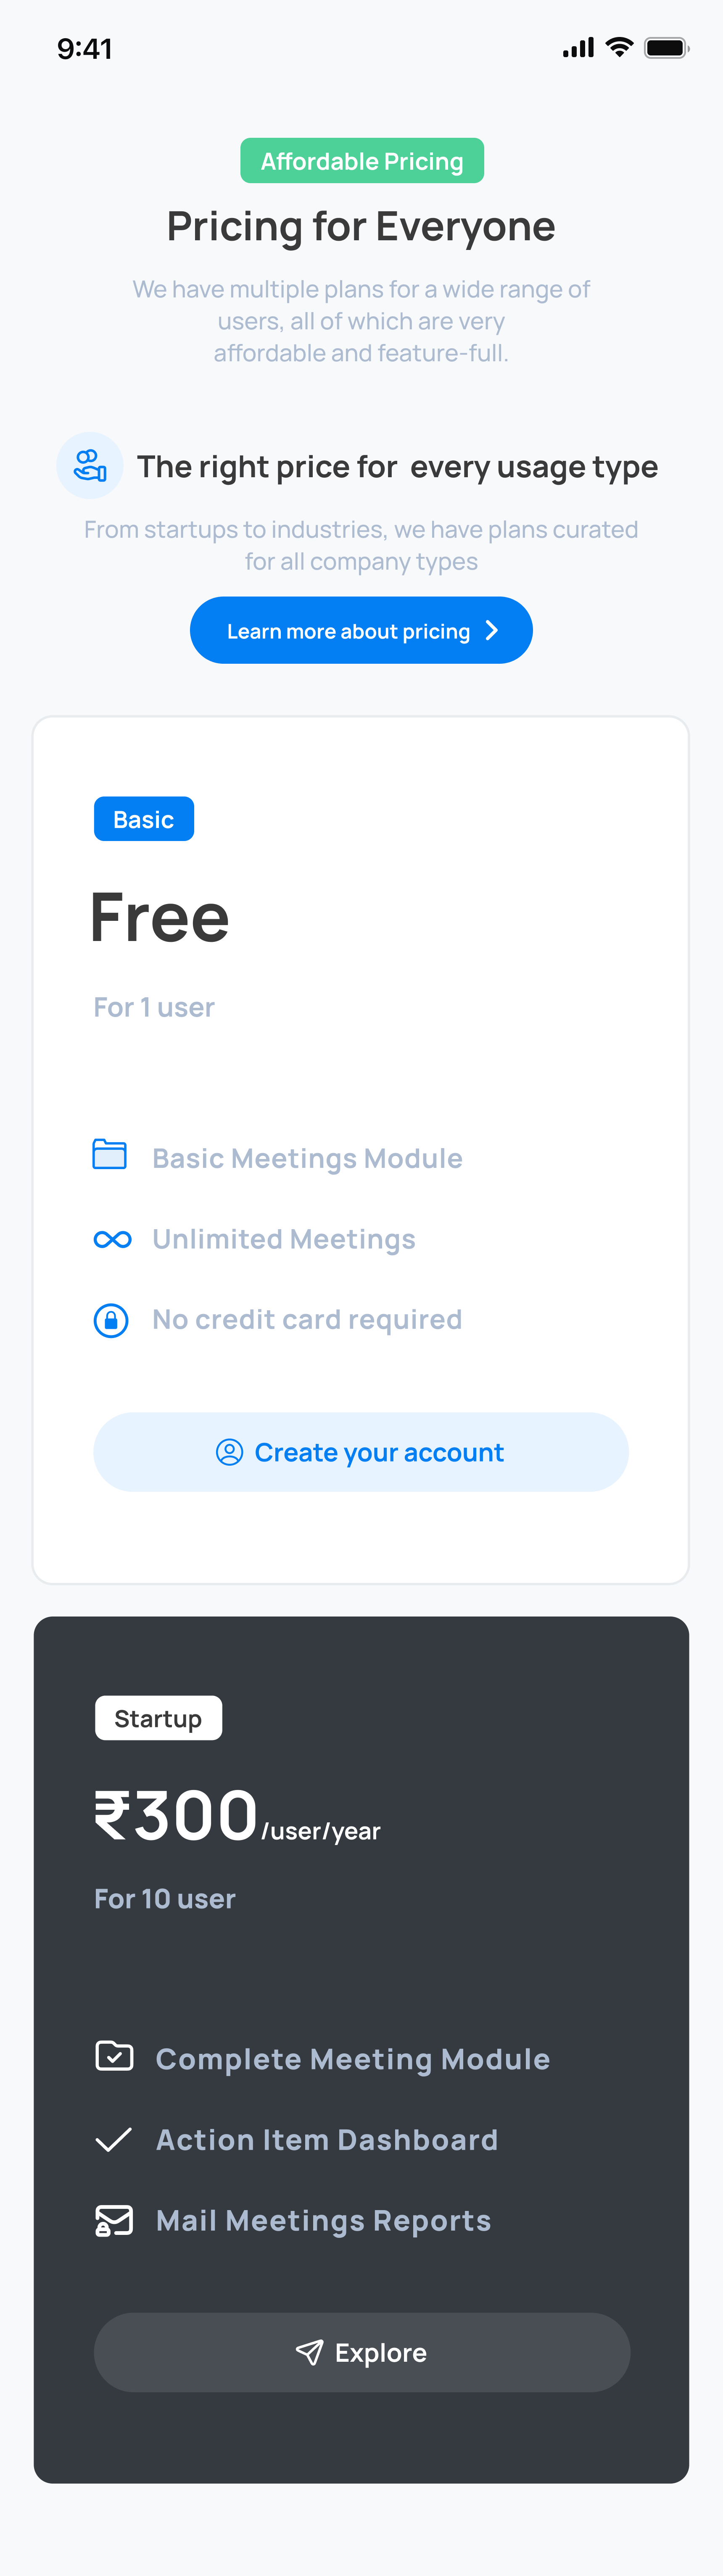 9:41
Affordable Pricing
Pricing for Everyone
We have multiple plans for a wide range of
users, all of which are very
affordable and feature-full.
The right price for  every usage type
From startups to industries, we have plans curated
for all company types
Learn more about pricing
Basic
Free
For 1 user
Basic Meetings Module
Unlimited Meetings
No credit card required
Create your account
Startup
₹300/user/year
For 10 user
Complete Meeting Module
Action Item Dashboard
Mail Meetings Reports
Explore